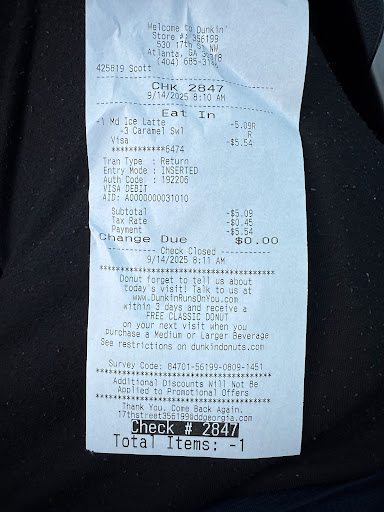 Welcome to Dunkin'
Store #: 356199
530 17th St NW
Atlanta, GA 30318
(404) 685-31
425819 Scott
CHK 2847
9/14/2025 8:10 AM
Eat In
-1 Md Ice Latte -5.09R
-3 Caramel Swl R
Visa -$5.54
************6474
Tran Type : Return
Entry Mode : INSERTED
Auth Code : 192206
VISA DEBIT
AID: A0000000031010
Subtotal -$5.09
Tax Rate -$0.45
Payment -$5.54
Change Due $0.00
Check Closed
9/14/2025 8:11 AM
Donut forget to tell us about
today's visit! Talk to us at
www.DunkinRunsOnYou.com
within 3 days and receive a
FREE CLASSIC DONUT
on your next visit when you
purchase a Medium or Larger Beverage
See restrictions on dunkindonuts.com
Survey Code: 84701-56199-0809-1451
Additional Discounts Will Not Be
Applied to Promotional Offers
Thank You. Come Back Again.
17thstreet356199@ddgeorgia.com
Check # 2847
Total Items: -1